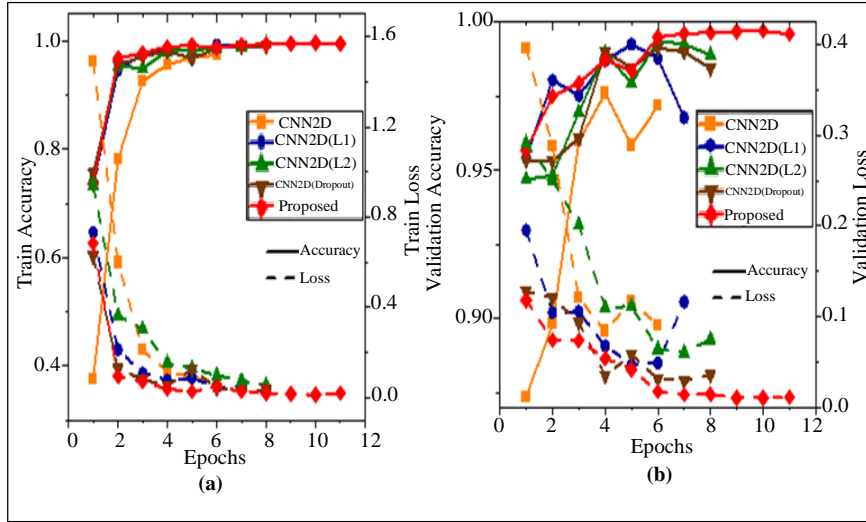 (a)
Train Accuracy
1.0
0.8
0.6
0.4
0 2 4 6 8 10 12
Epochs
Train Loss
1.6
1.2
0.8
0.4
0.0
CNN2D
CNN2D(L1)
CNN2D(L2)
CNN2D(Dropout)
Proposed
Accuracy
Loss
(b)
Validation Accuracy
1.00
0.95
0.90
0 2 4 6 8 10 12
Epochs
Validation Loss
0.4
0.3
0.2
0.1
0.0
CNN2D
CNN2D(L1)
CNN2D(L2)
CNN2D(Dropout)
Proposed
Accuracy
Loss